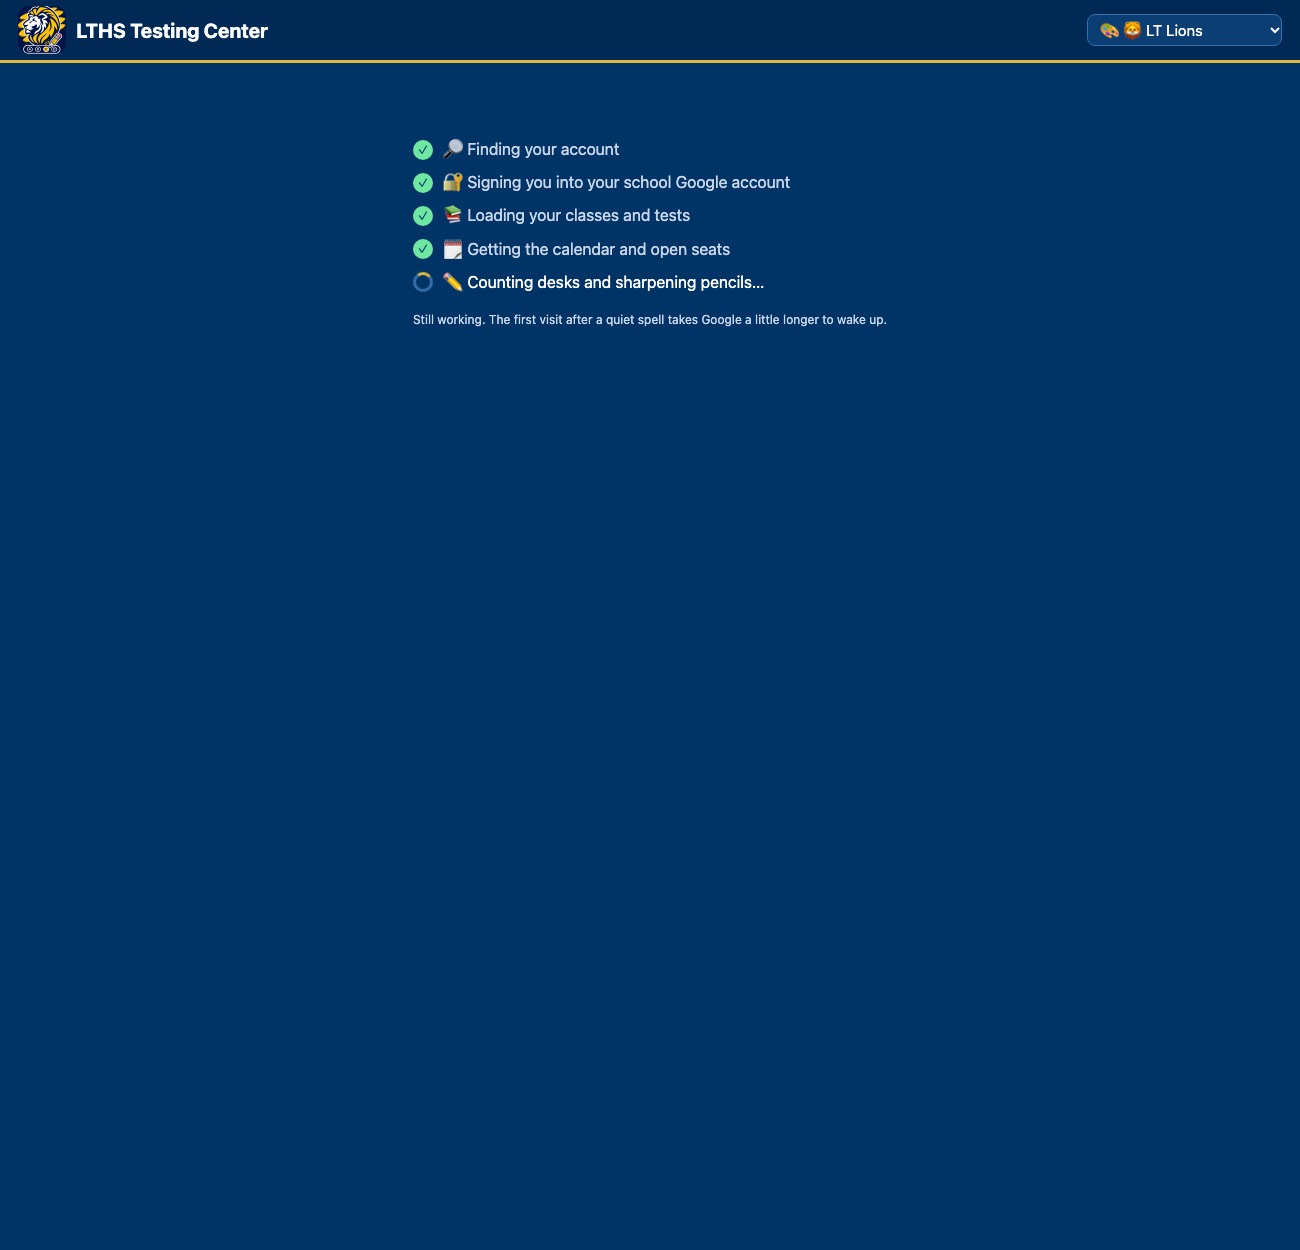 LTHS Testing Center
🎨 🦁 LT Lions
🔎 Finding your account
🔐 Signing you into your school Google account
📚 Loading your classes and tests
🗓️ Getting the calendar and open seats
✏️ Counting desks and sharpening pencils...
Still working. The first visit after a quiet spell takes Google a little longer to wake up.